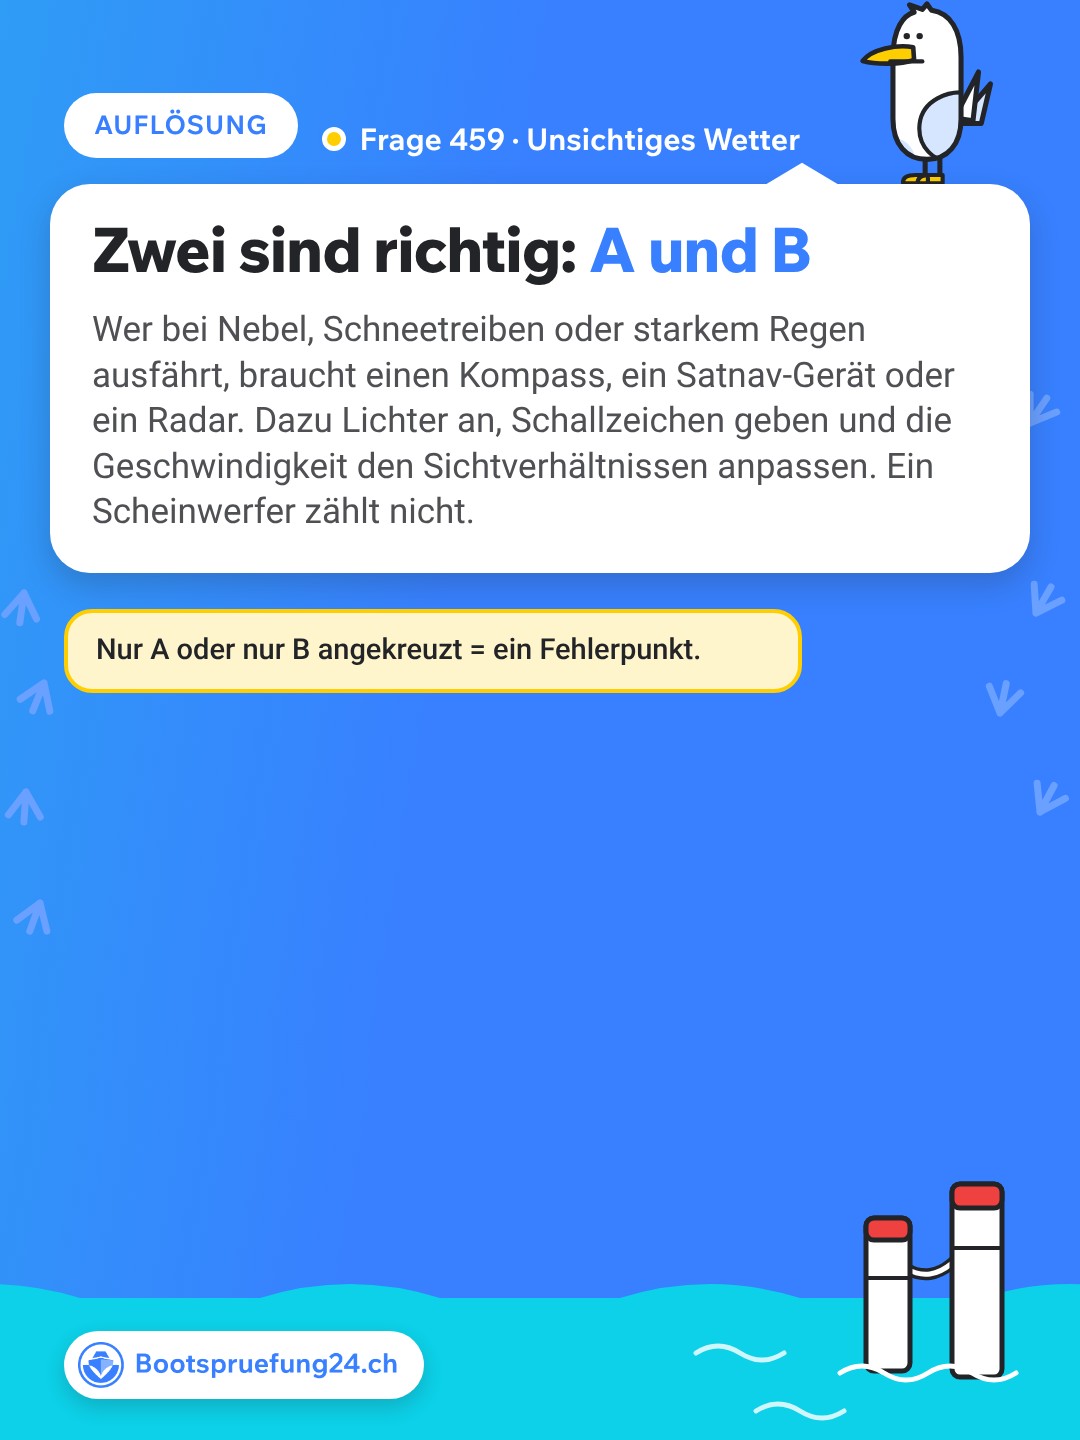 AUFLÖSUNG
Frage 459 · Unsichtiges Wetter
Zwei sind richtig: A und B
Wer bei Nebel, Schneetreiben oder starkem Regen
ausfährt, braucht einen Kompass, ein Satnav-Gerät oder
ein Radar. Dazu Lichter an, Schallzeichen geben und die
Geschwindigkeit den Sichtverhältnissen anpassen. Ein
Scheinwerfer zählt nicht.
Nur A oder nur B angekreuzt = ein Fehlerpunkt.
Bootspruefung24.ch